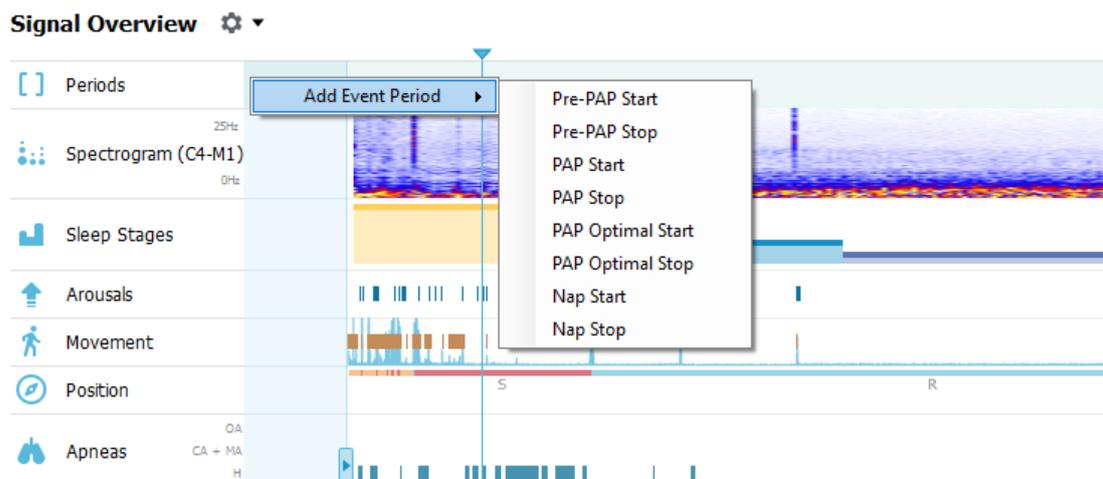 Signal Overview
Periods
Add Event Period
Pre-PAP Start
Pre-PAP Stop
PAP Start
PAP Stop
PAP Optimal Start
PAP Optimal Stop
Nap Start
Nap Stop
25Hz
Spectrogram (C4-M1)
0Hz
Sleep Stages
Arousals
Movement
Position
S
R
OA
Apneas
CA + MA
H